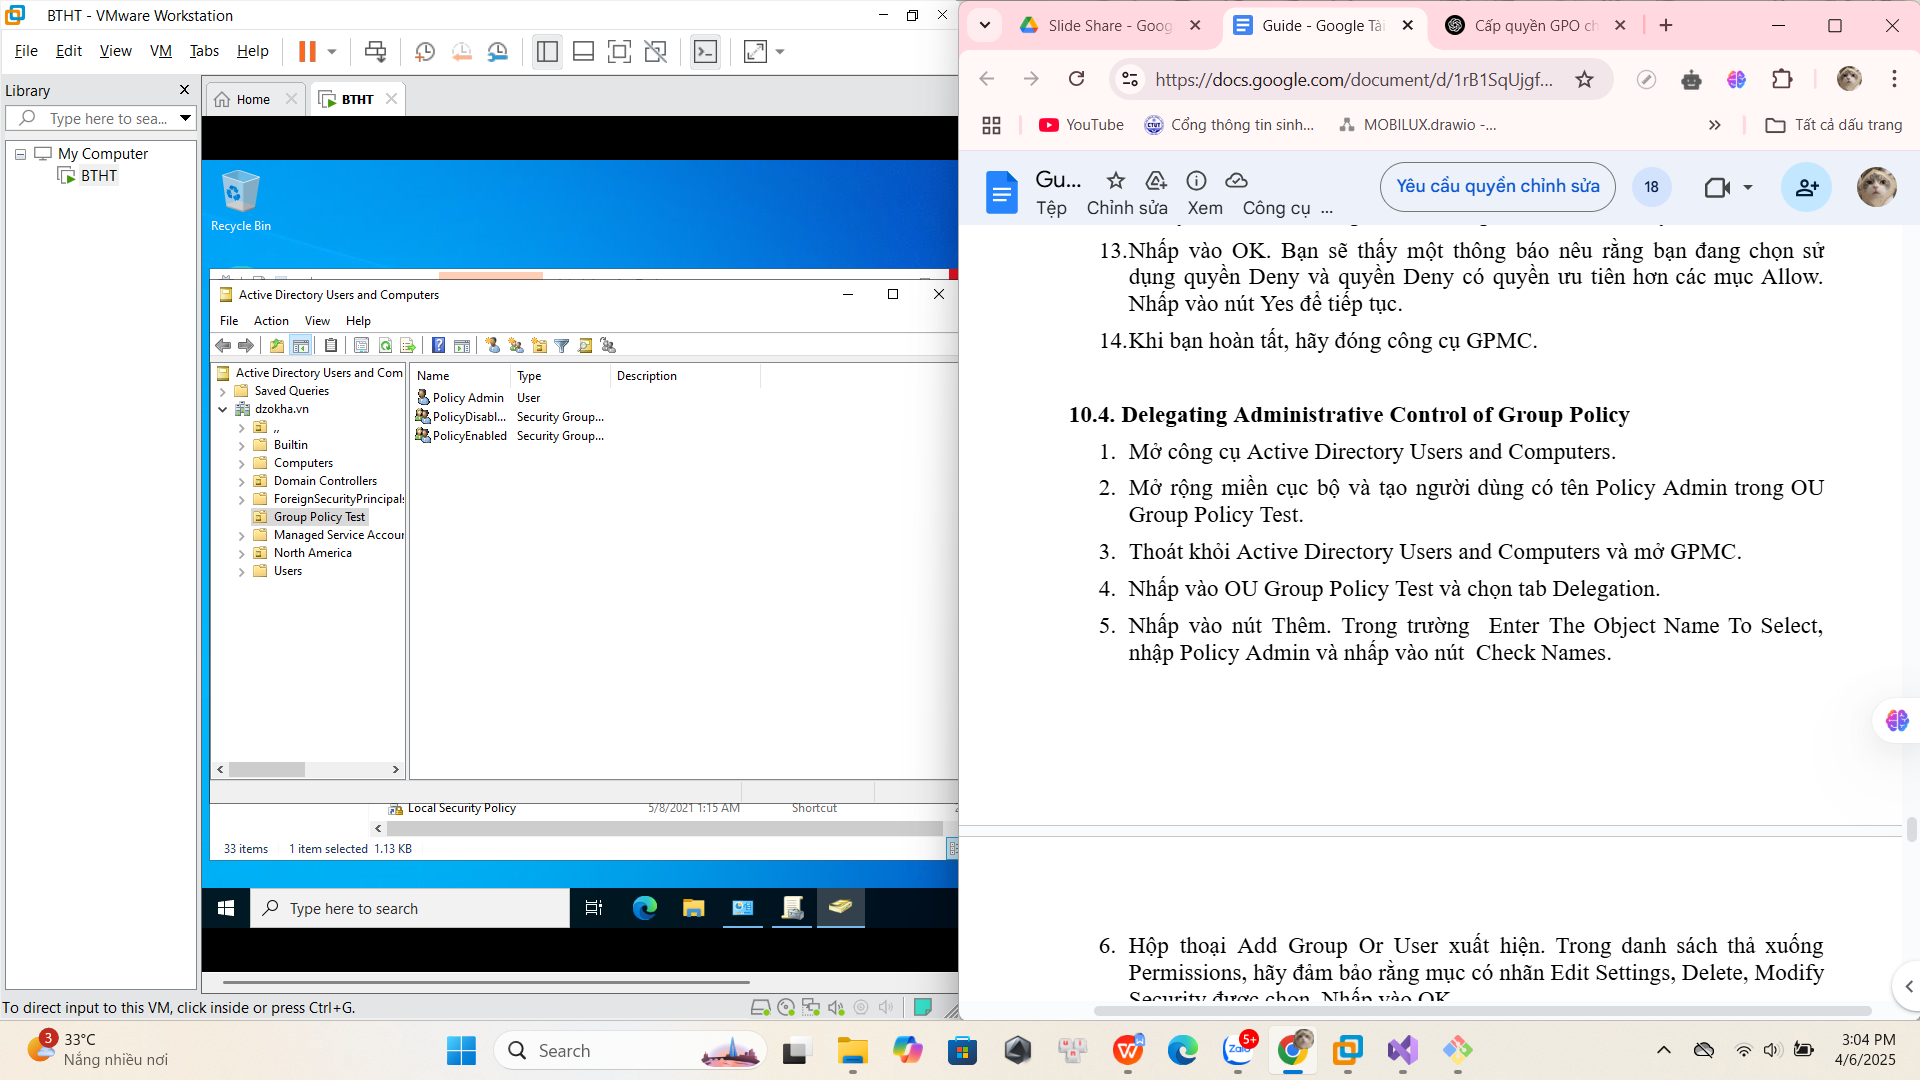 BTHT - VMware Workstation
File Edit View VM Tabs Help
Library
Type here to sea...
My Computer
BTHT
Home
BTHT
Recycle Bin
Active Directory Users and Computers
File Action View Help
Active Directory Users and Com
Saved Queries
dzokha.vn
,,
Builtin
Computers
Domain Controllers
ForeignSecurityPrincipals
Group Policy Test
Managed Service Accour
North America
Users
Name Type Description
Policy Admin User
PolicyDisabl... Security Group...
PolicyEnabled Security Group...
Local Security Policy 5/8/2021 1:15 AM Shortcut
33 items 1 item selected 1.13 KB
Type here to search
To direct input to this VM, click inside or press Ctrl+G.
Slide Share - Goog
Guide - Google Tài
Cấp quyền GPO ch
https://docs.google.com/document/d/1rB1SqUjgf...
YouTube
Cổng thông tin sinh...
MOBILUX.drawio -...
Tất cả dấu trang
Gu...
Tệp Chỉnh sửa Xem Công cụ ...
Yêu cầu quyền chỉnh sửa
18
13.Nhấp vào OK. Bạn sẽ thấy một thông báo nêu rằng bạn đang chọn sử
dụng quyền Deny và quyền Deny có quyền ưu tiên hơn các mục Allow.
Nhấp vào nút Yes để tiếp tục.
14.Khi bạn hoàn tất, hãy đóng công cụ GPMC.
10.4. Delegating Administrative Control of Group Policy
1. Mở công cụ Active Directory Users and Computers.
2. Mở rộng miền cục bộ và tạo người dùng có tên Policy Admin trong OU
Group Policy Test.
3. Thoát khỏi Active Directory Users and Computers và mở GPMC.
4. Nhấp vào OU Group Policy Test và chọn tab Delegation.
5. Nhấp vào nút Thêm. Trong trường Enter The Object Name To Select,
nhập Policy Admin và nhấp vào nút Check Names.
6. Hộp thoại Add Group Or User xuất hiện. Trong danh sách thả xuống
Permissions, hãy đảm bảo rằng mục có nhãn Edit Settings, Delete, Modify
Security được chọn. Nhấp vào OK
3
33°C
Nắng nhiều nơi
Search
Zalo
5+
3:04 PM
4/6/2025